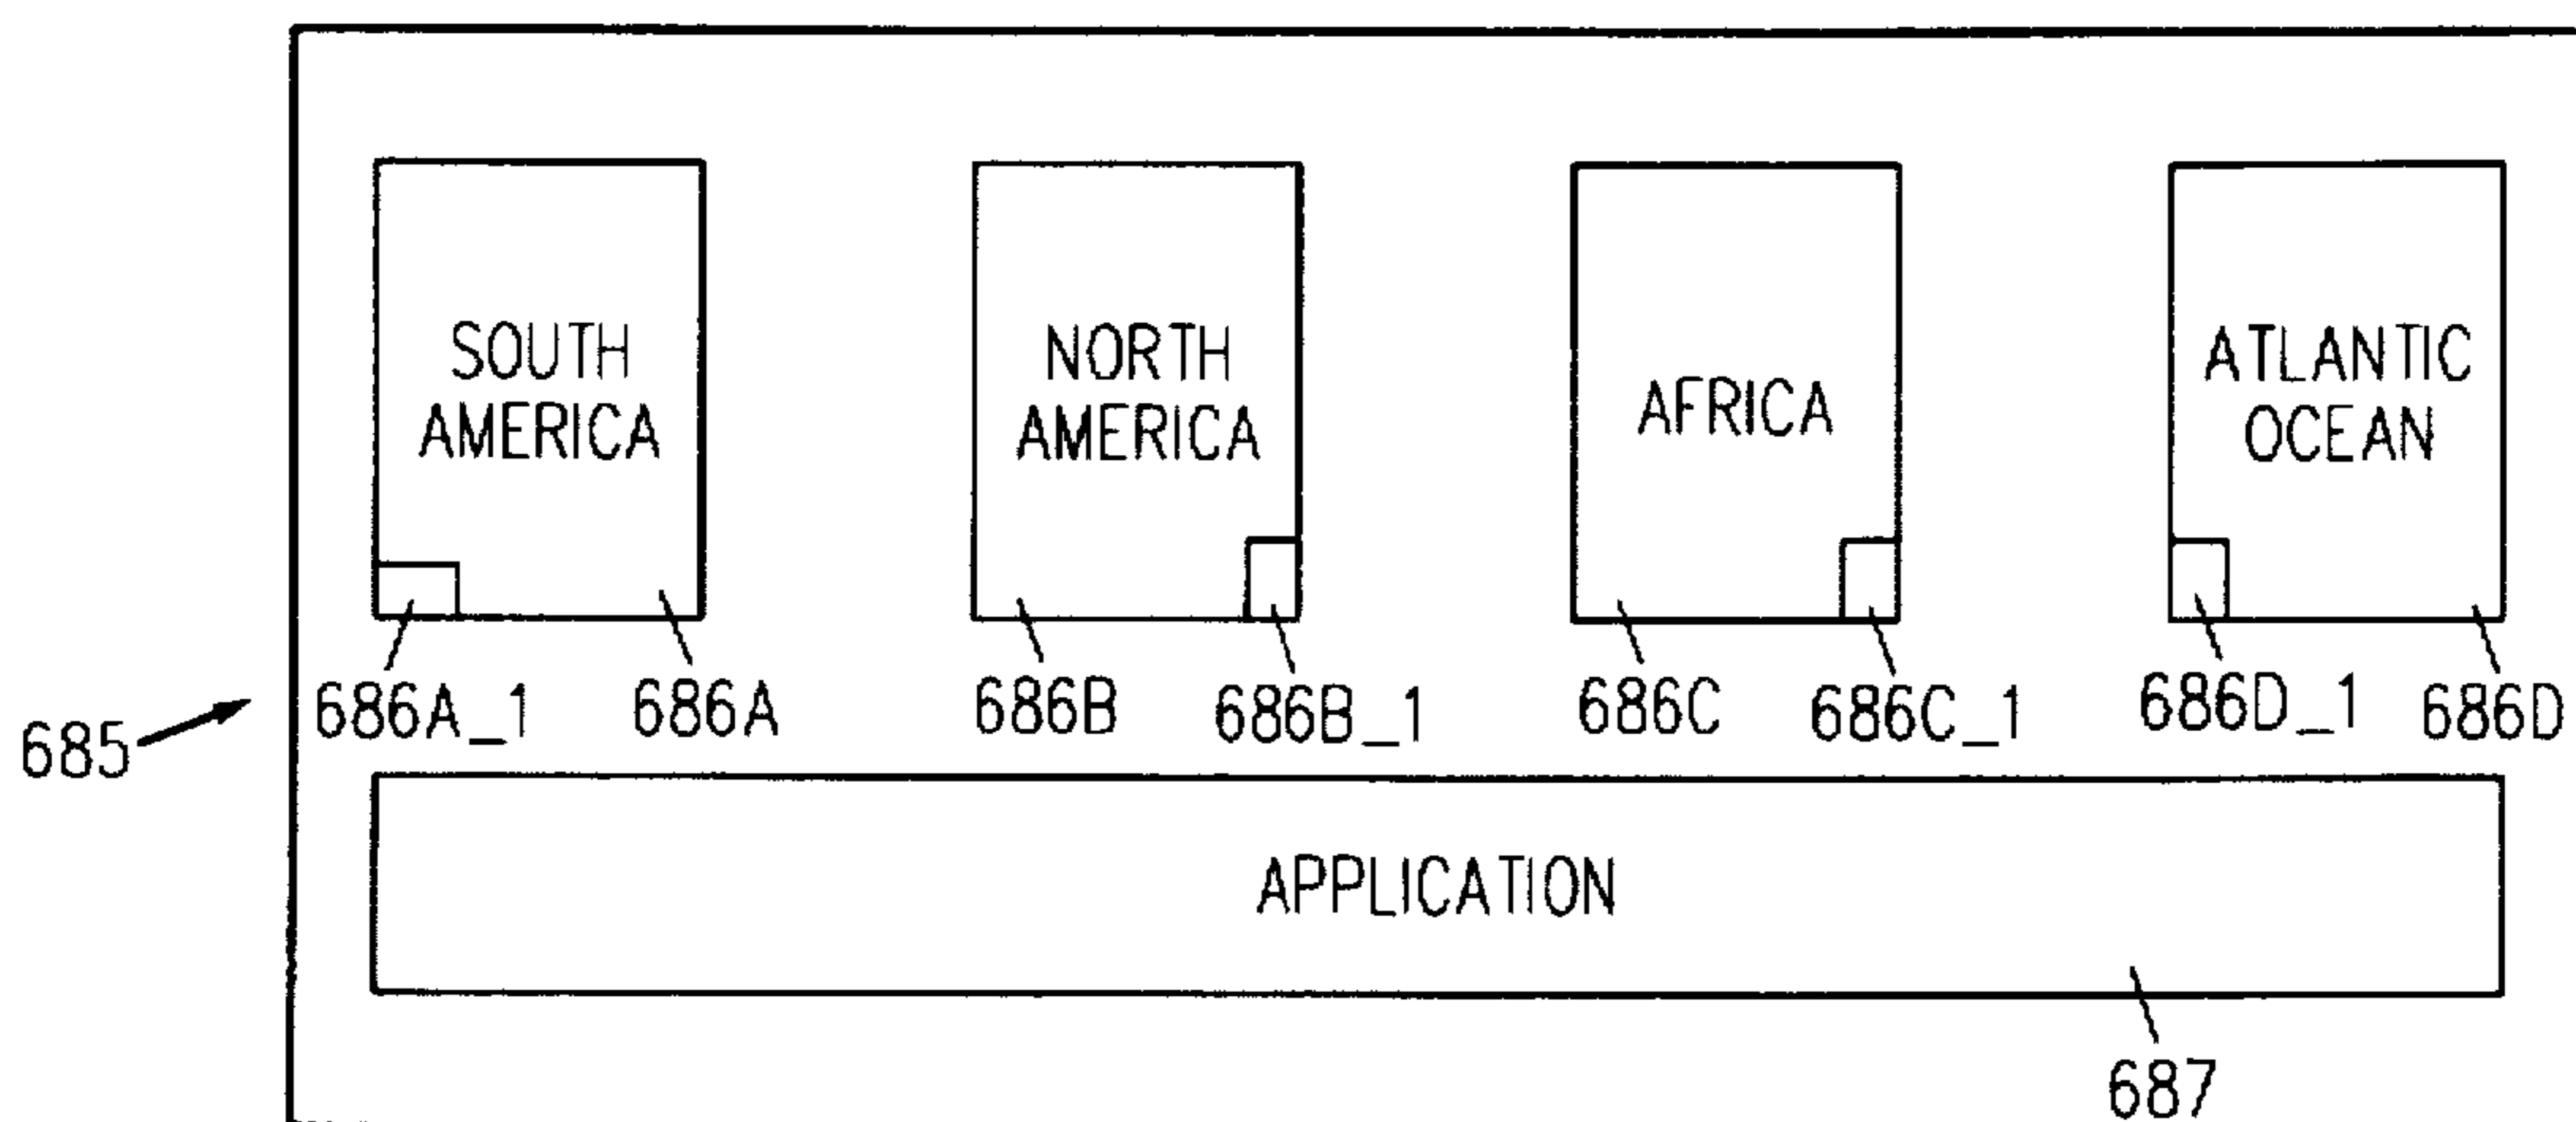 SOUTH
AMERICA
NORTH
AMERICA
AFRICA
ATLANTIC
OCEAN
686A_1
686A
686B
686B_1
686C
686C_1
686D_1
686D
685
APPLICATION
687